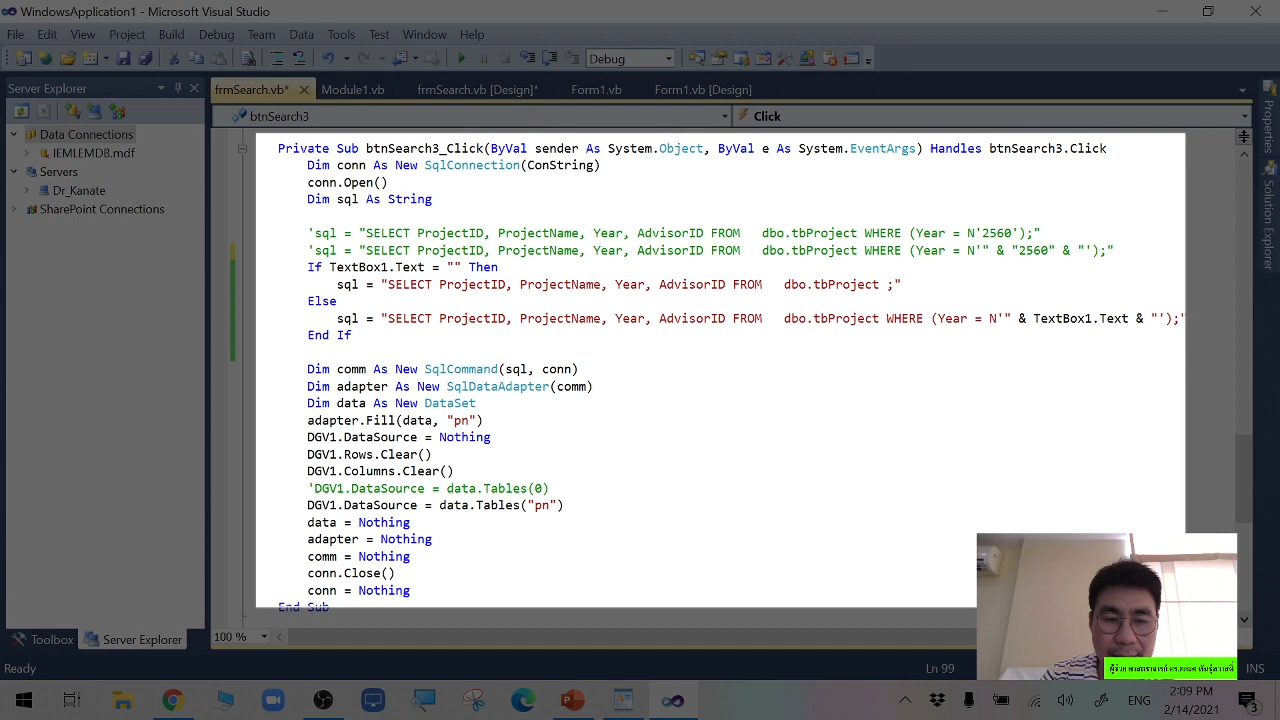 WindowsApplication1 - Microsoft Visual Studio
File Edit View Project Build Debug Team Data Tools Test Window Help
Debug
Server Explorer
frmSearch.vb* Module1.vb frmSearch.vb [Design]* Form1.vb Form1.vb [Design]
btnSearch3 Click
Data Connections
IEMLEMDB.mdf
Servers
Dr_Kanate
SharePoint Connections
Properties
Solution Explorer
Private Sub btnSearch3_Click(ByVal sender As System.Object, ByVal e As System.EventArgs) Handles btnSearch3.Click
Dim conn As New SqlConnection(ConString)
conn.Open()
Dim sql As String
'sql = "SELECT ProjectID, ProjectName, Year, AdvisorID FROM dbo.tbProject WHERE (Year = N'2560');"
'sql = "SELECT ProjectID, ProjectName, Year, AdvisorID FROM dbo.tbProject WHERE (Year = N'" & "2560" & "');"
If TextBox1.Text = "" Then
sql = "SELECT ProjectID, ProjectName, Year, AdvisorID FROM dbo.tbProject ;"
Else
sql = "SELECT ProjectID, ProjectName, Year, AdvisorID FROM dbo.tbProject WHERE (Year = N'" & TextBox1.Text & "');"
End If
Dim comm As New SqlCommand(sql, conn)
Dim adapter As New SqlDataAdapter(comm)
Dim data As New DataSet
adapter.Fill(data, "pn")
DGV1.DataSource = Nothing
DGV1.Rows.Clear()
DGV1.Columns.Clear()
'DGV1.DataSource = data.Tables(0)
DGV1.DataSource = data.Tables("pn")
data = Nothing
adapter = Nothing
comm = Nothing
conn.Close()
conn = Nothing
End Sub
100 %
Toolbox Server Explorer
Ready Ln 99 INS
ENG 2:09 PM
2/14/2021
3